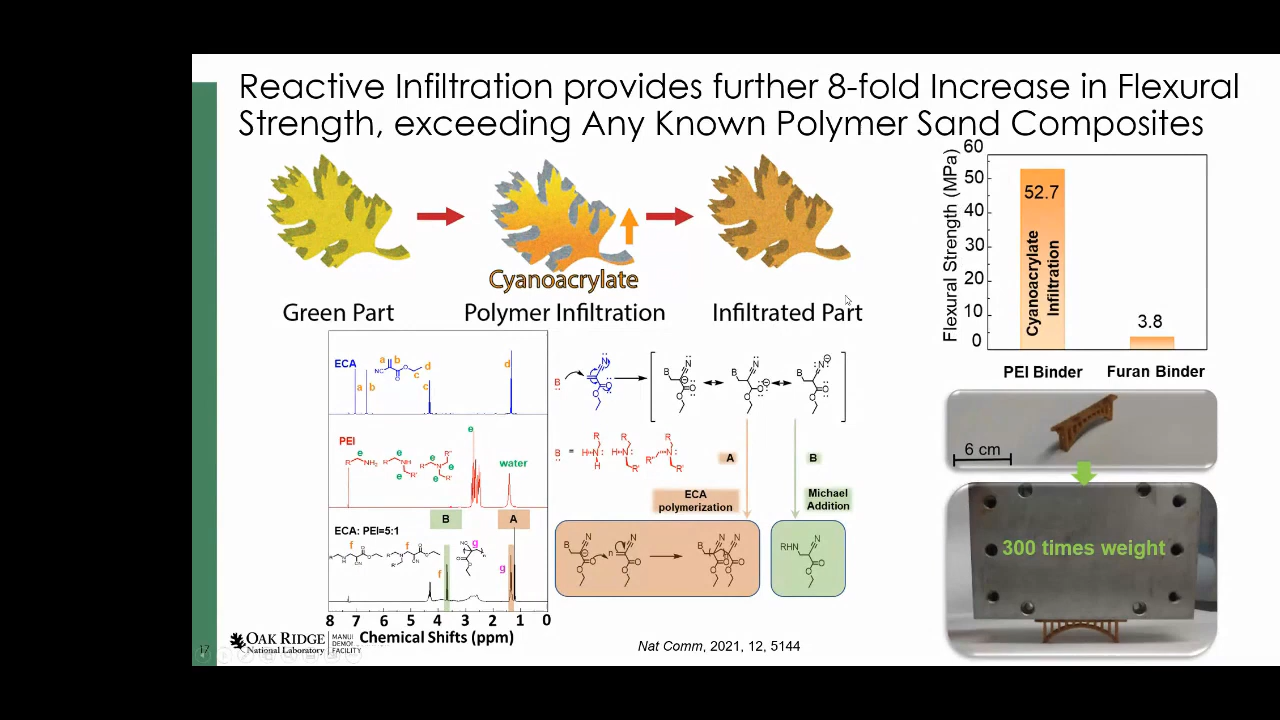 Reactive Infiltration provides further 8-fold Increase in Flexural
Strength, exceeding Any Known Polymer Sand Composites
Cyanoacrylate
Green Part
Polymer Infiltration
Infiltrated Part
60
50
40
30
20
10
0
Flexural Strength (MPa)
52.7
Cyanoacrylate
Infiltration
3.8
PEI Binder
Furan Binder
ECA
a
b
c
d
a
b
c
d
PEI
e
e
e
e
e
e
e
water
B
A
ECA: PEI=5:1
f
f
g
f
g
8 7 6 5 4 3 2 1 0
Chemical Shifts (ppm)
A
B
ECA
polymerization
Michael
Addition
6 cm
300 times weight
OAK RIDGE
National Laboratory
FACILITY
Nat Comm, 2021, 12, 5144
17